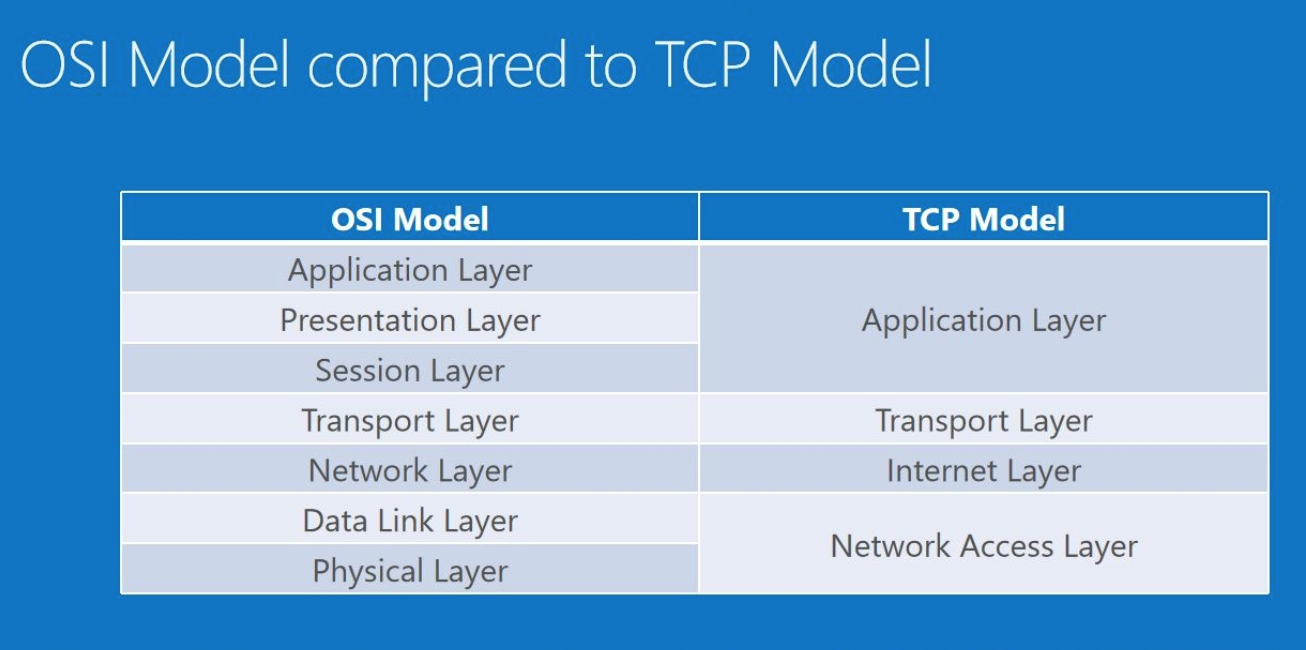 OSI Model compared to TCP Model
OSI Model TCP Model
Application Layer
Presentation Layer Application Layer
Session Layer
Transport Layer Transport Layer
Network Layer Internet Layer
Data Link Layer
Network Access Layer
Physical Layer